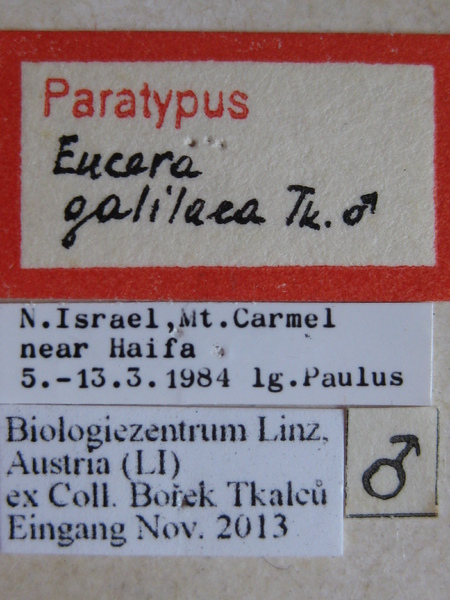 Paratypus
Eucera
galilaea Tk. ♂
N.Israel,Mt.Carmel
near Haifa
5.-13.3.1984 lg.Paulus
Biologiezentrum Linz,
Austria (LI)
ex Coll. Bořek Tkalců
Eingang Nov. 2013
♂